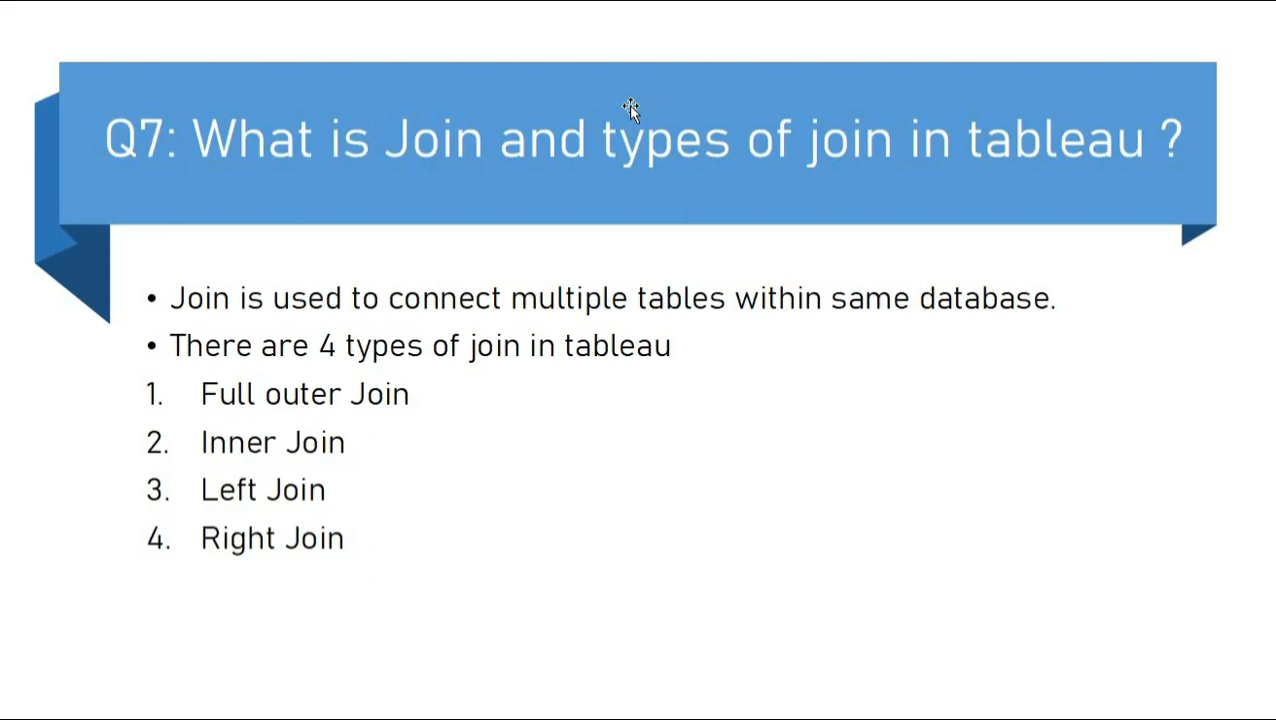 Q7: What is Join and types of join in tableau ?
• Join is used to connect multiple tables within same database.
• There are 4 types of join in tableau
1. Full outer Join
2. Inner Join
3. Left Join
4. Right Join